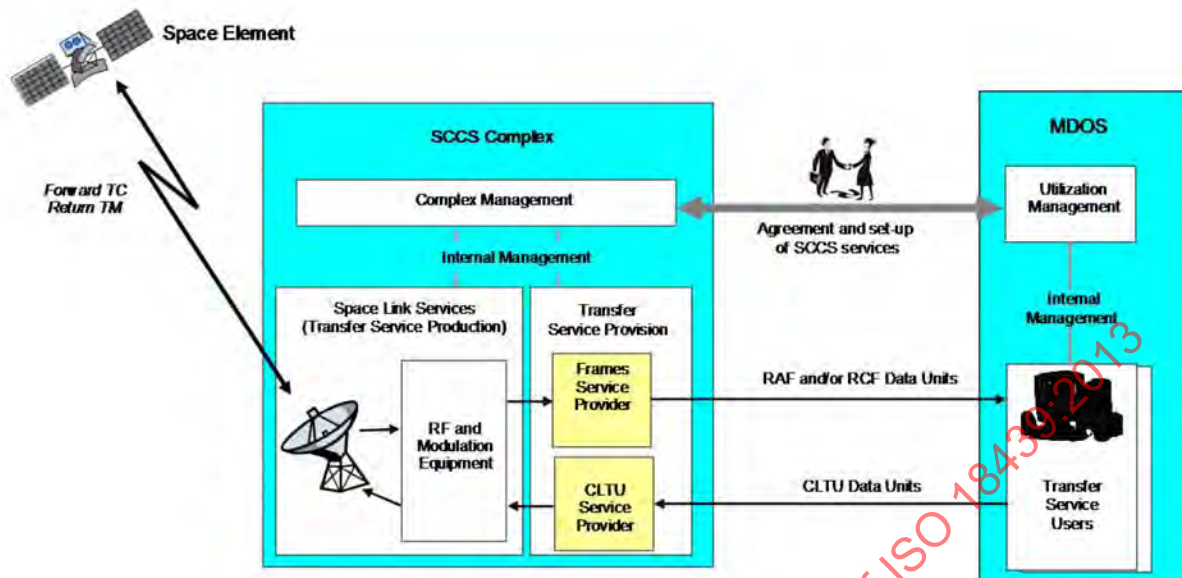 Space Element
Forward TC
Return TM
SCCS Complex
Complex Management
Internal Management
Space Link Services
(Transfer Service Production)
RF and
Modulation
Equipment
Transfer
Service Provision
Frames
Service
Provider
CLTU
Service
Provider
Agreement and set-up
of SCCS services
RAF and/or RCF Data Units
CLTU Data Units
MDOS
Utilization
Management
Internal
Management
Transfer
Service
Users
ISO 18439:2013